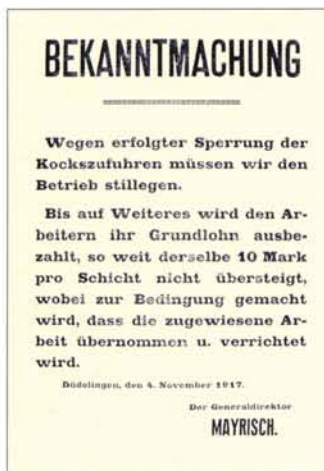 BEKANNTMACHUNG
Wegen erfolgter Sperrung der
Kockszufuhren müssen wir den
Betrieb stillegen.
Bis auf Weiteres wird den Ar-
beitern ihr Grundlohn ausbe-
zahlt, so weit derselbe 10 Mark
pro Schicht nicht übersteigt,
wobei zur Bedingung gemacht
wird, dass die zugewiesene Ar-
beit übernommen u. verrichtet
wird.
Düdelingen, den 4. November 1917.
Der Generaldirektor
MAYRISCH.